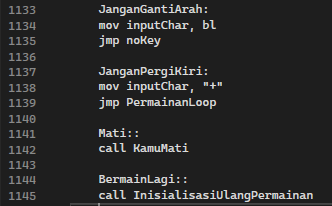 1133 JanganGantiArah:
1134 mov inputChar, bl
1135 jmp noKey
1136
1137 JanganPergiKiri:
1138 mov inputChar, "+"
1139 jmp PermainanLoop
1140
1141 Mati::
1142 call KamuMati
1143
1144 BermainLagi::
1145 call InisialisasiUlangPermainan